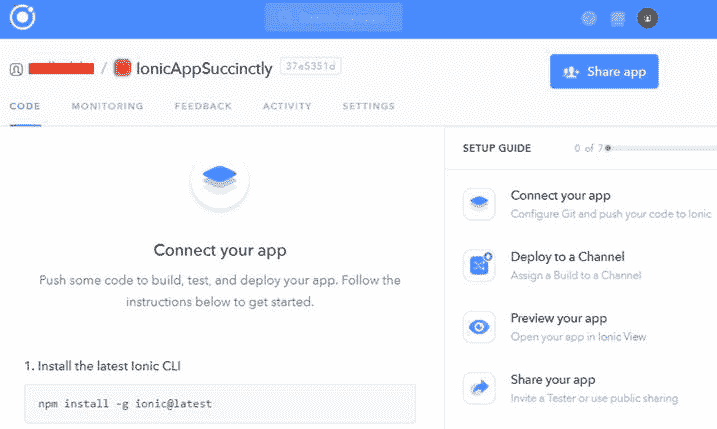 / IonicAppSuccinctly 37e5351d
Share app
CODE MONITORING FEEDBACK ACTIVITY SETTINGS
Connect your app
Push some code to build, test, and deploy your app. Follow the
instructions below to get started.
1. Install the latest Ionic CLI
npm install -g ionic@latest
SETUP GUIDE 0 of 7
Connect your app
Configure Git and push your code to Ionic
Deploy to a Channel
Assign a Build to a Channel
Preview your app
Open your app in Ionic View
Share your app
Invite a Tester or use public sharing